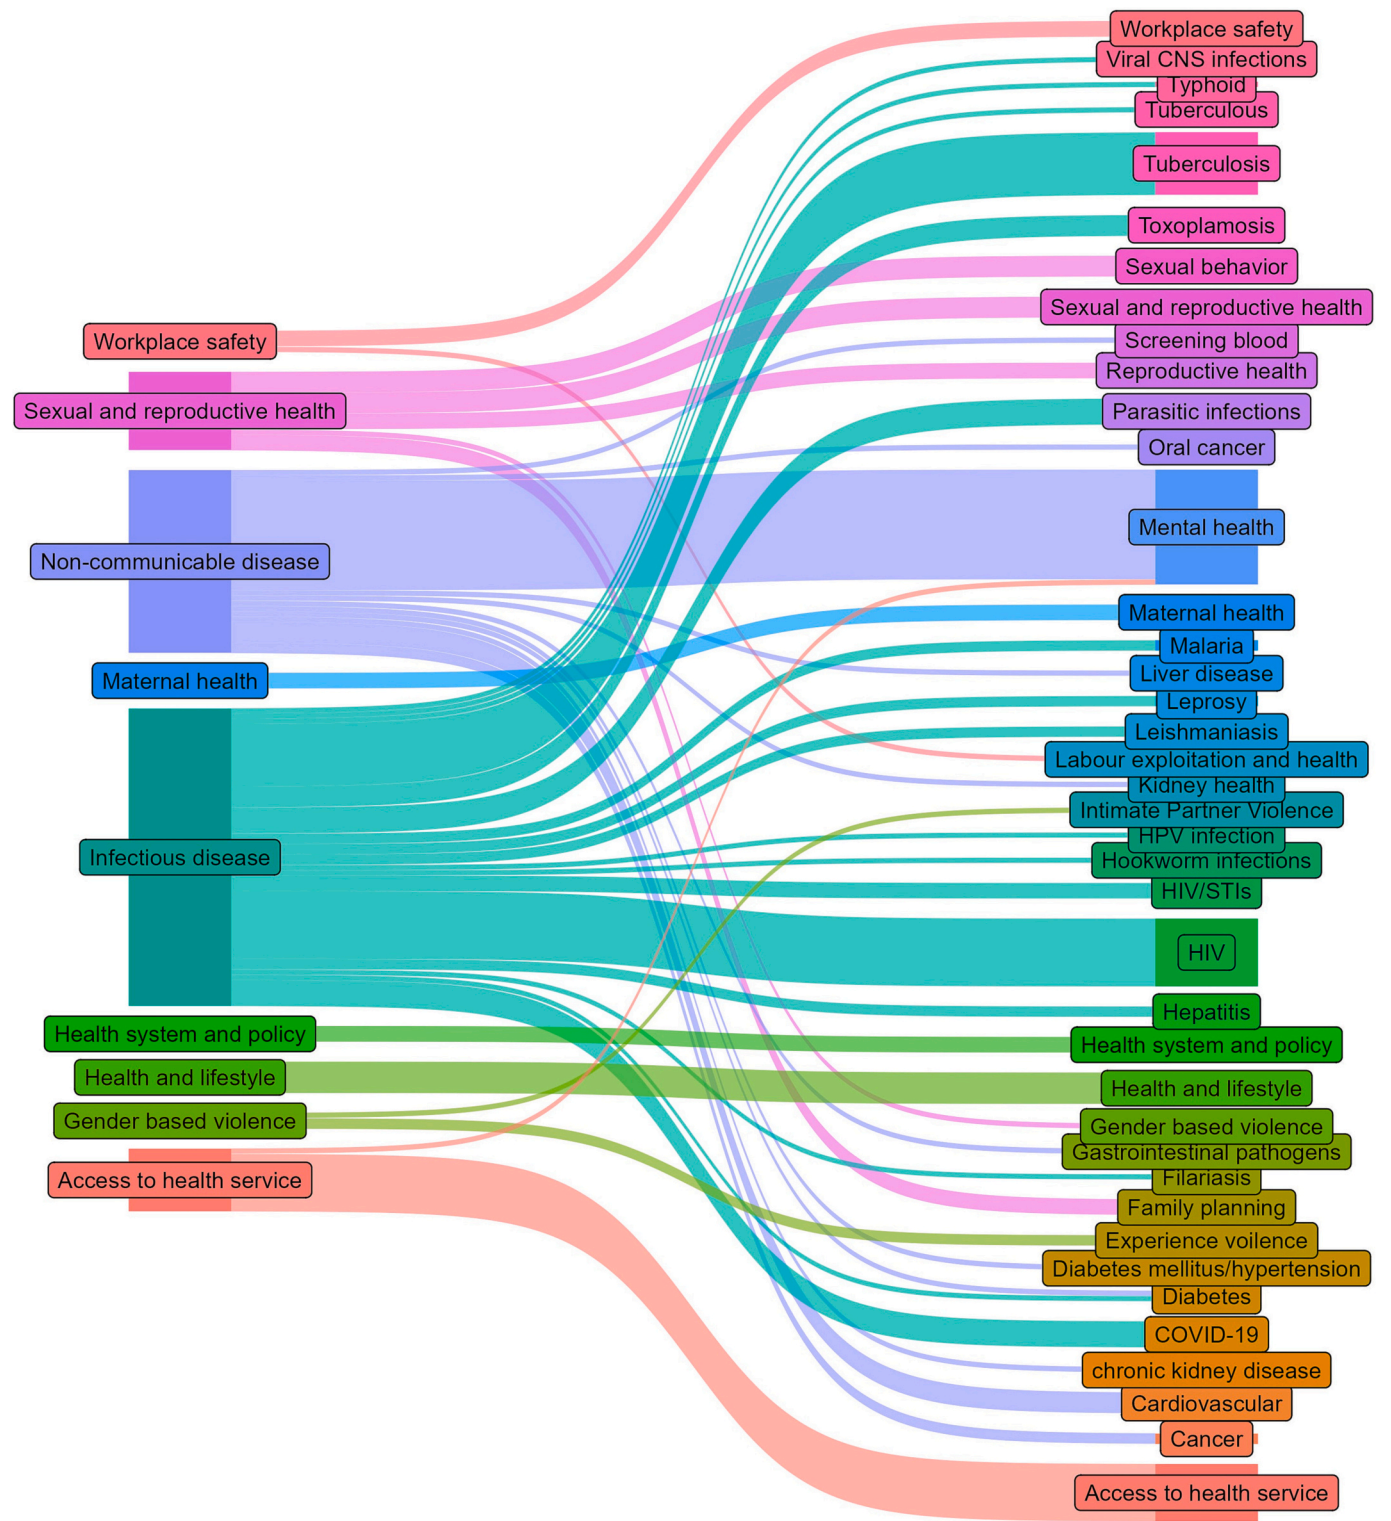 Workplace safety
Sexual and reproductive health
Non-communicable disease
Maternal health
Infectious disease
Health system and policy
Health and lifestyle
Gender based violence
Access to health service
Workplace safety
Viral CNS infections
Typhoid
Tuberculous
Tuberculosis
Toxoplamosis
Sexual behavior
Sexual and reproductive health
Screening blood
Reproductive health
Parasitic infections
Oral cancer
Mental health
Maternal health
Malaria
Liver disease
Leprosy
Leishmaniasis
Labour exploitation and health
Kidney health
Intimate Partner Violence
HPV infection
Hookworm infections
HIV/STIs
HIV
Hepatitis
Health system and policy
Health and lifestyle
Gender based violence
Gastrointestinal pathogens
Filariasis
Family planning
Experience voilence
Diabetes mellitus/hypertension
Diabetes
COVID-19
chronic kidney disease
Cardiovascular
Cancer
Access to health service